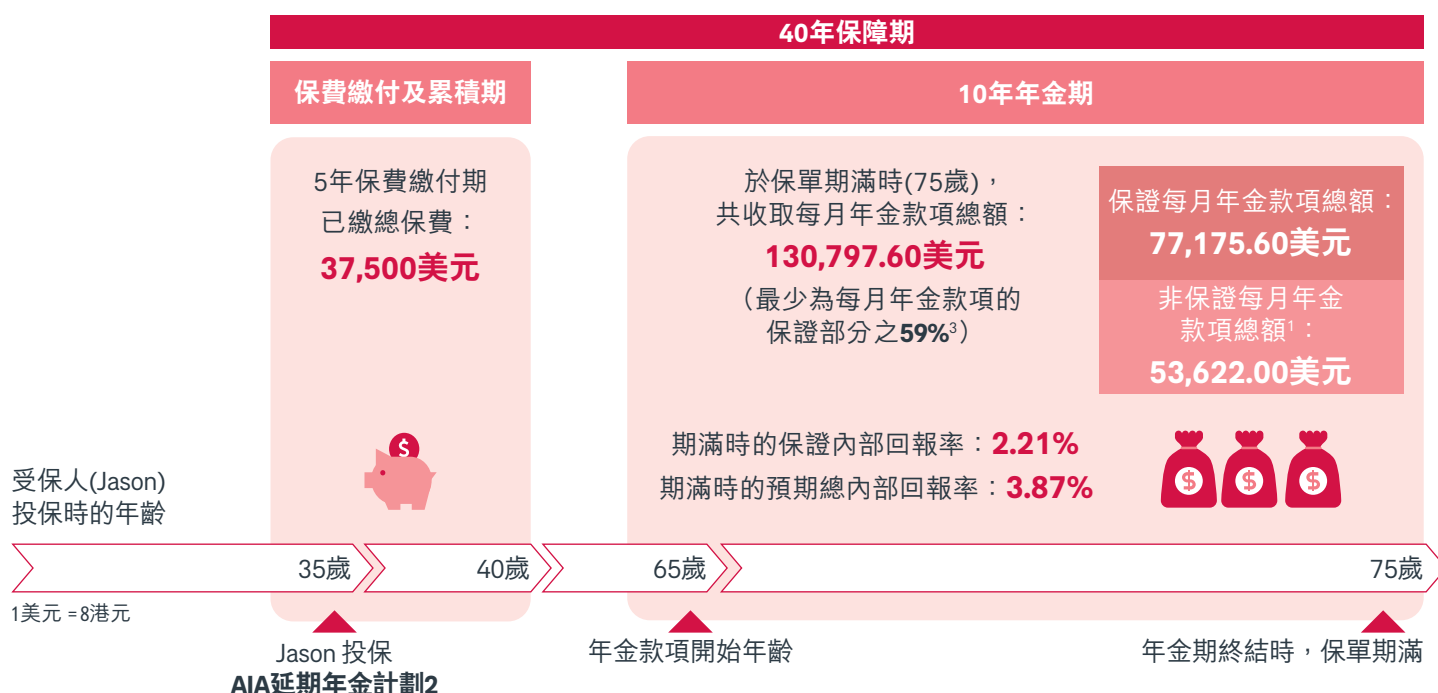 40年保障期
保費繳付及累積期
10年年金期
5年保費繳付期
已繳總保費：
37,500美元
於保單期滿時(75歲)，
共收取每月年金款項總額：
130,797.60美元
（最少為每月年金款項的
保證部分之59%3）
保證每月年金款項總額：
77,175.60美元
非保證每月年金
款項總額1：
53,622.00美元
$
期滿時的保證內部回報率：2.21%
期滿時的預期總內部回報率：3.87%
$ $ $
受保人(Jason)
投保時的年齡
35歲 40歲 65歲 75歲
1美元 =8港元
Jason 投保
AIA延期年金計劃2
年金款項開始年齡
年金期終結時，保單期滿